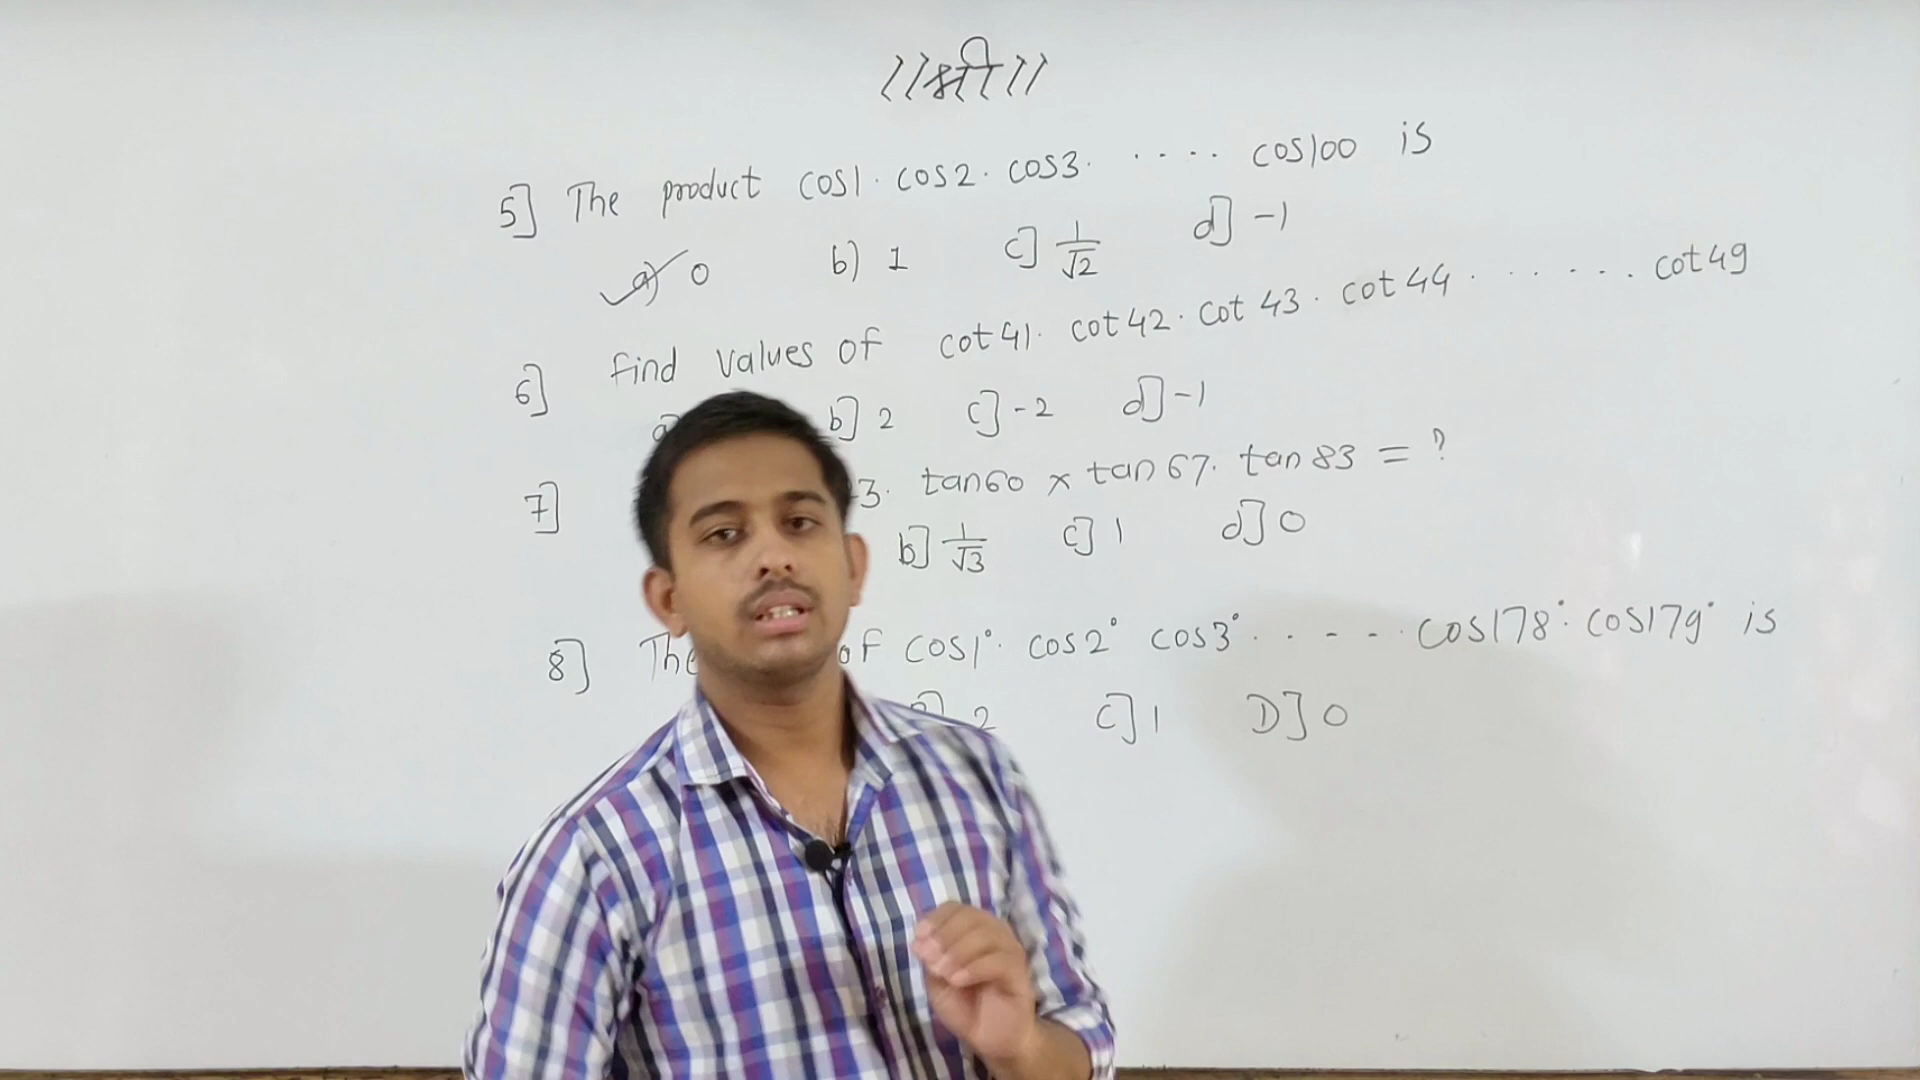 ।।श्री।।
5] The product cos1. cos2. cos3. .... cos100 is
a) 0 b) 1 c] 1/√2 d] -1
6] find values of cot41. cot42. cot 43. cot 44 ...... cot49
a] b] 2 c] -2 d] -1
7] 3. tan60 × tan67. tan 83 = ?
b] 1/√3 c] 1 d] 0
8] The of cos1°. cos2° cos3°. .--- . cos178°. cos179° is
2 C] 1 D] 0